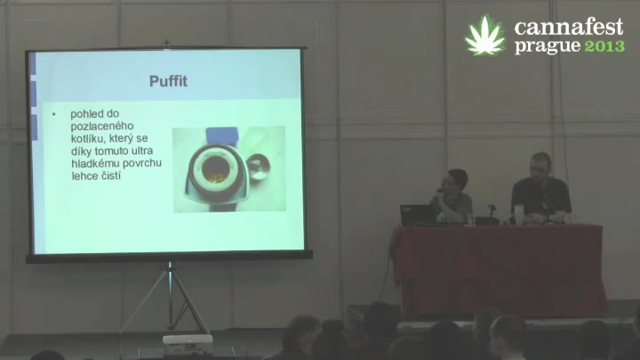 cannafest
prague 2013
Puffit
• pohled do
pozlaceného
kotlíku, který se
díky tomuto ultra
hladkému povrchu
lehce čistí